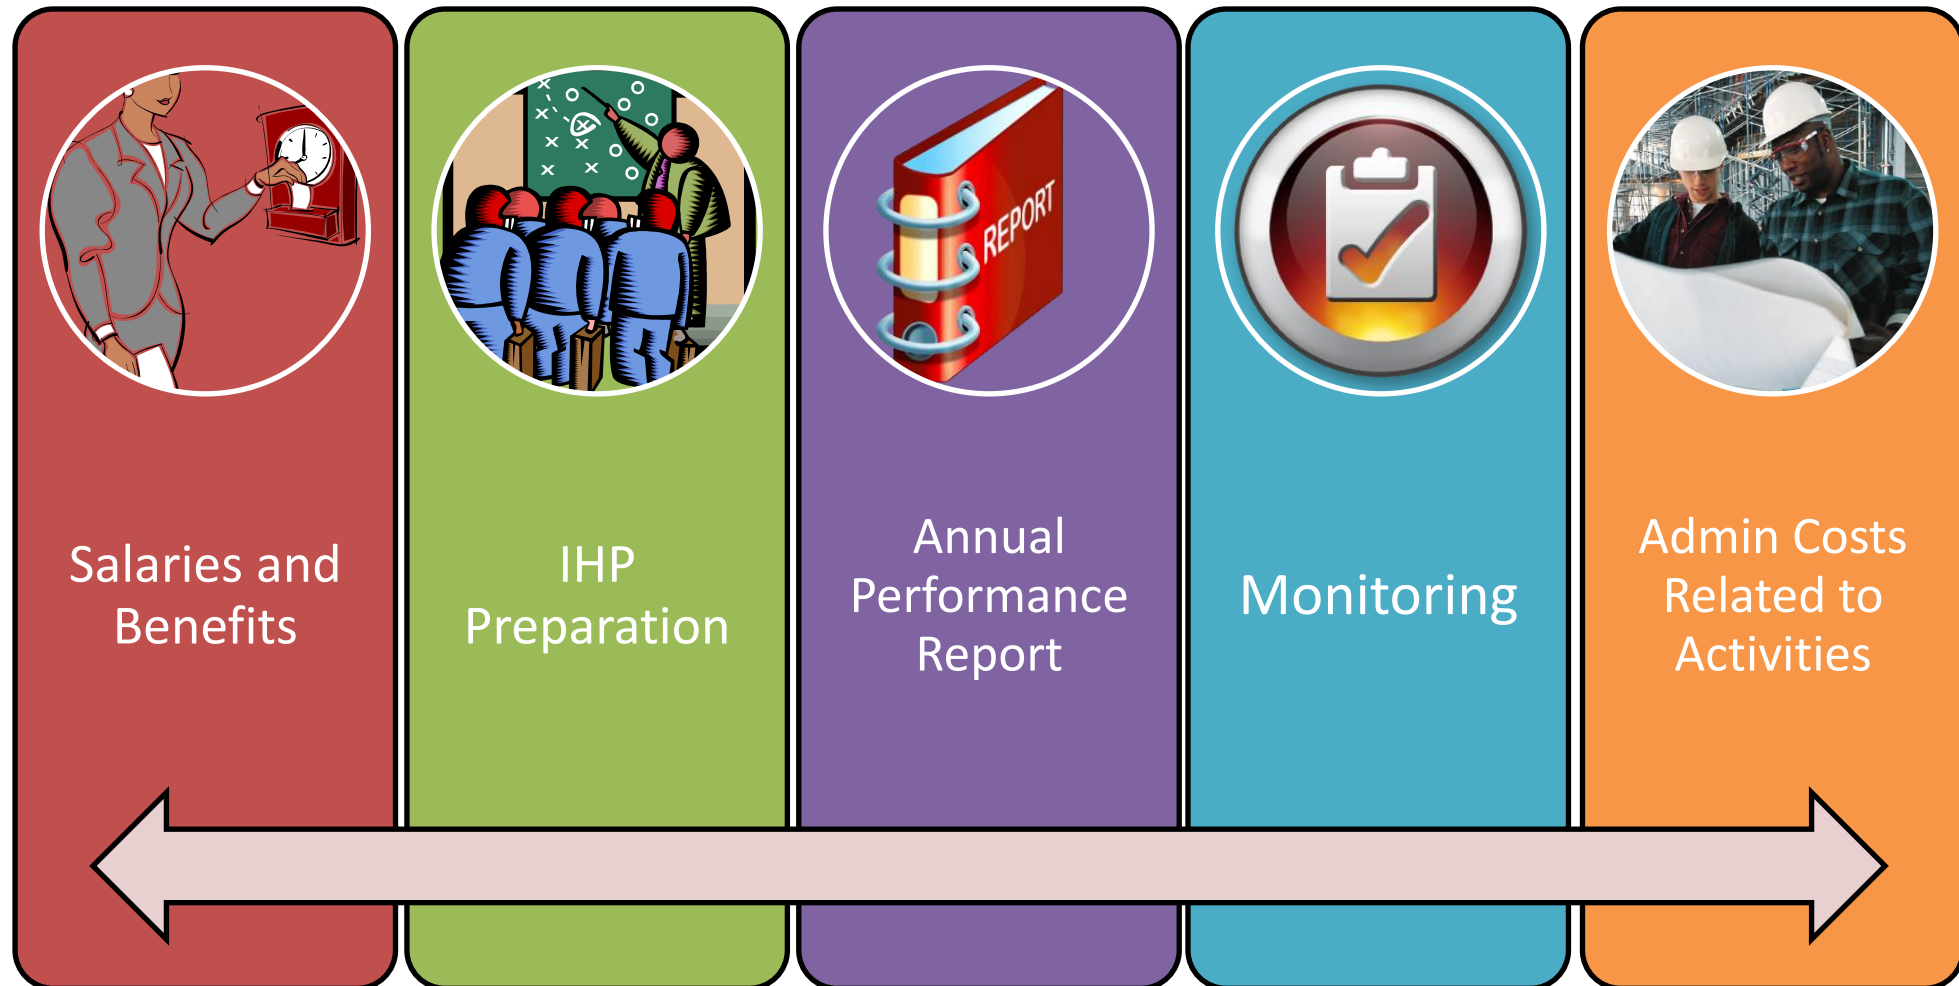 REPORT
Salaries and
Benefits
IHP
Preparation
Annual
Performance
Report
Monitoring
Admin Costs
Related to
Activities